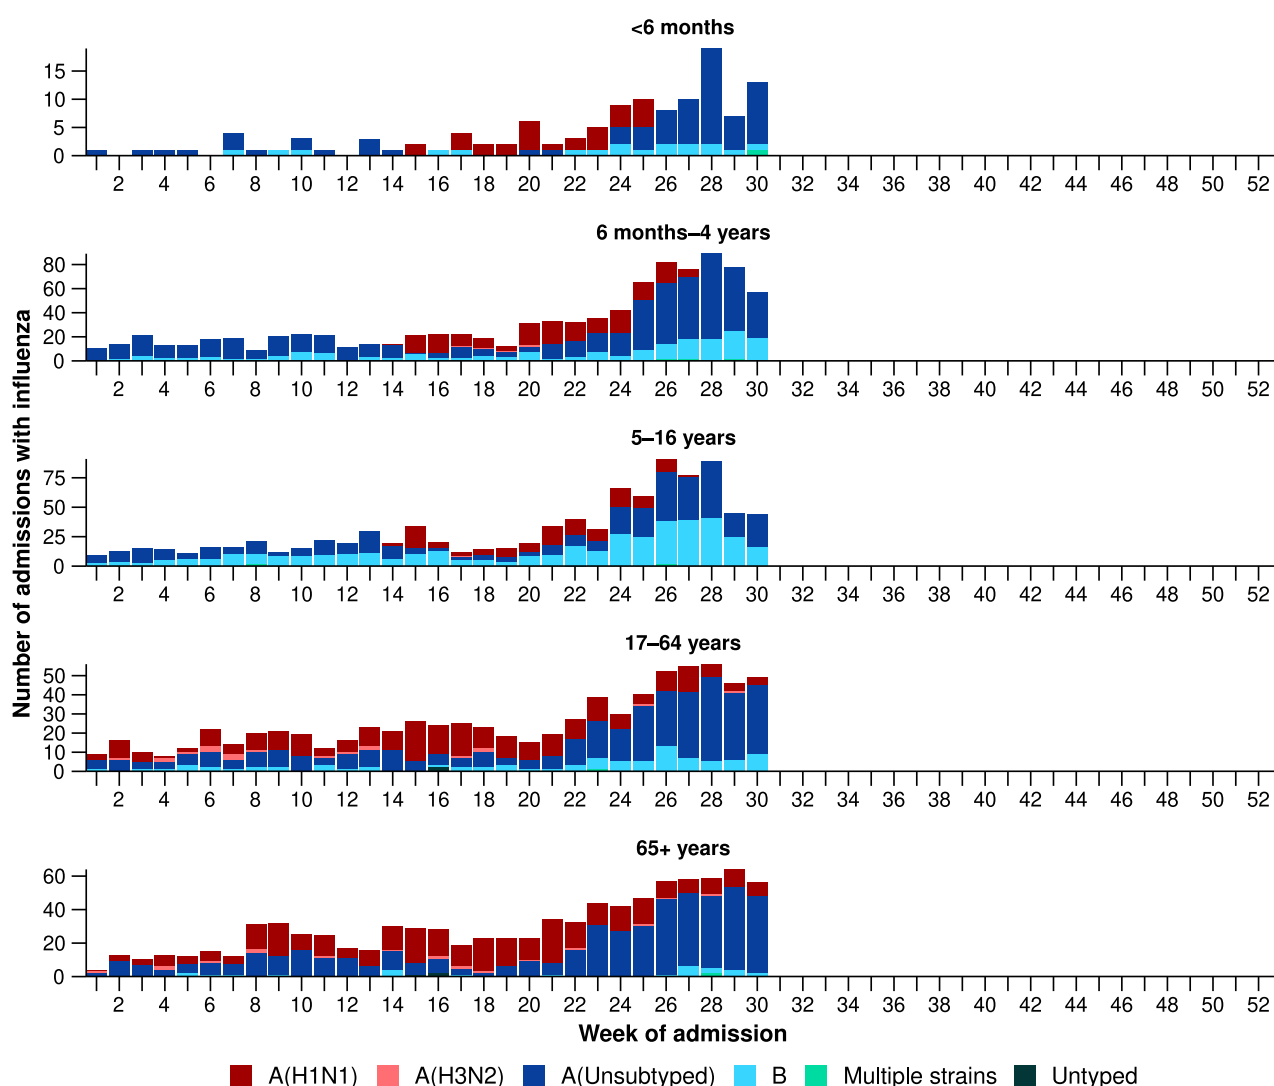 <6 months
15
10
5
0
2 4 6 8 10 12 14 16 18 20 22 24 26 28 30 32 34 36 38 40 42 44 46 48 50 52
6 months–4 years
80
60
40
20
0
2 4 6 8 10 12 14 16 18 20 22 24 26 28 30 32 34 36 38 40 42 44 46 48 50 52
5–16 years
75
50
25
0
2 4 6 8 10 12 14 16 18 20 22 24 26 28 30 32 34 36 38 40 42 44 46 48 50 52
17–64 years
50
40
30
20
10
0
2 4 6 8 10 12 14 16 18 20 22 24 26 28 30 32 34 36 38 40 42 44 46 48 50 52
65+ years
60
40
20
0
2 4 6 8 10 12 14 16 18 20 22 24 26 28 30 32 34 36 38 40 42 44 46 48 50 52
Number of admissions with influenza
Week of admission
A(H1N1) A(H3N2) A(Unsubtyped) B Multiple strains Untyped